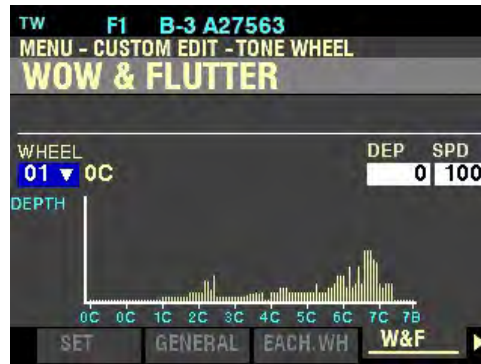 TW F1 B-3 A27563
MENU - CUSTOM EDIT - TONE WHEEL
WOW & FLUTTER
WHEEL DEP SPD
01 ▼ 0C 0 100
DEPTH
0C 0C 1C 2C 3C 4C 5C 6C 7C 7B
SET GENERAL EACH.WH W&F ▶